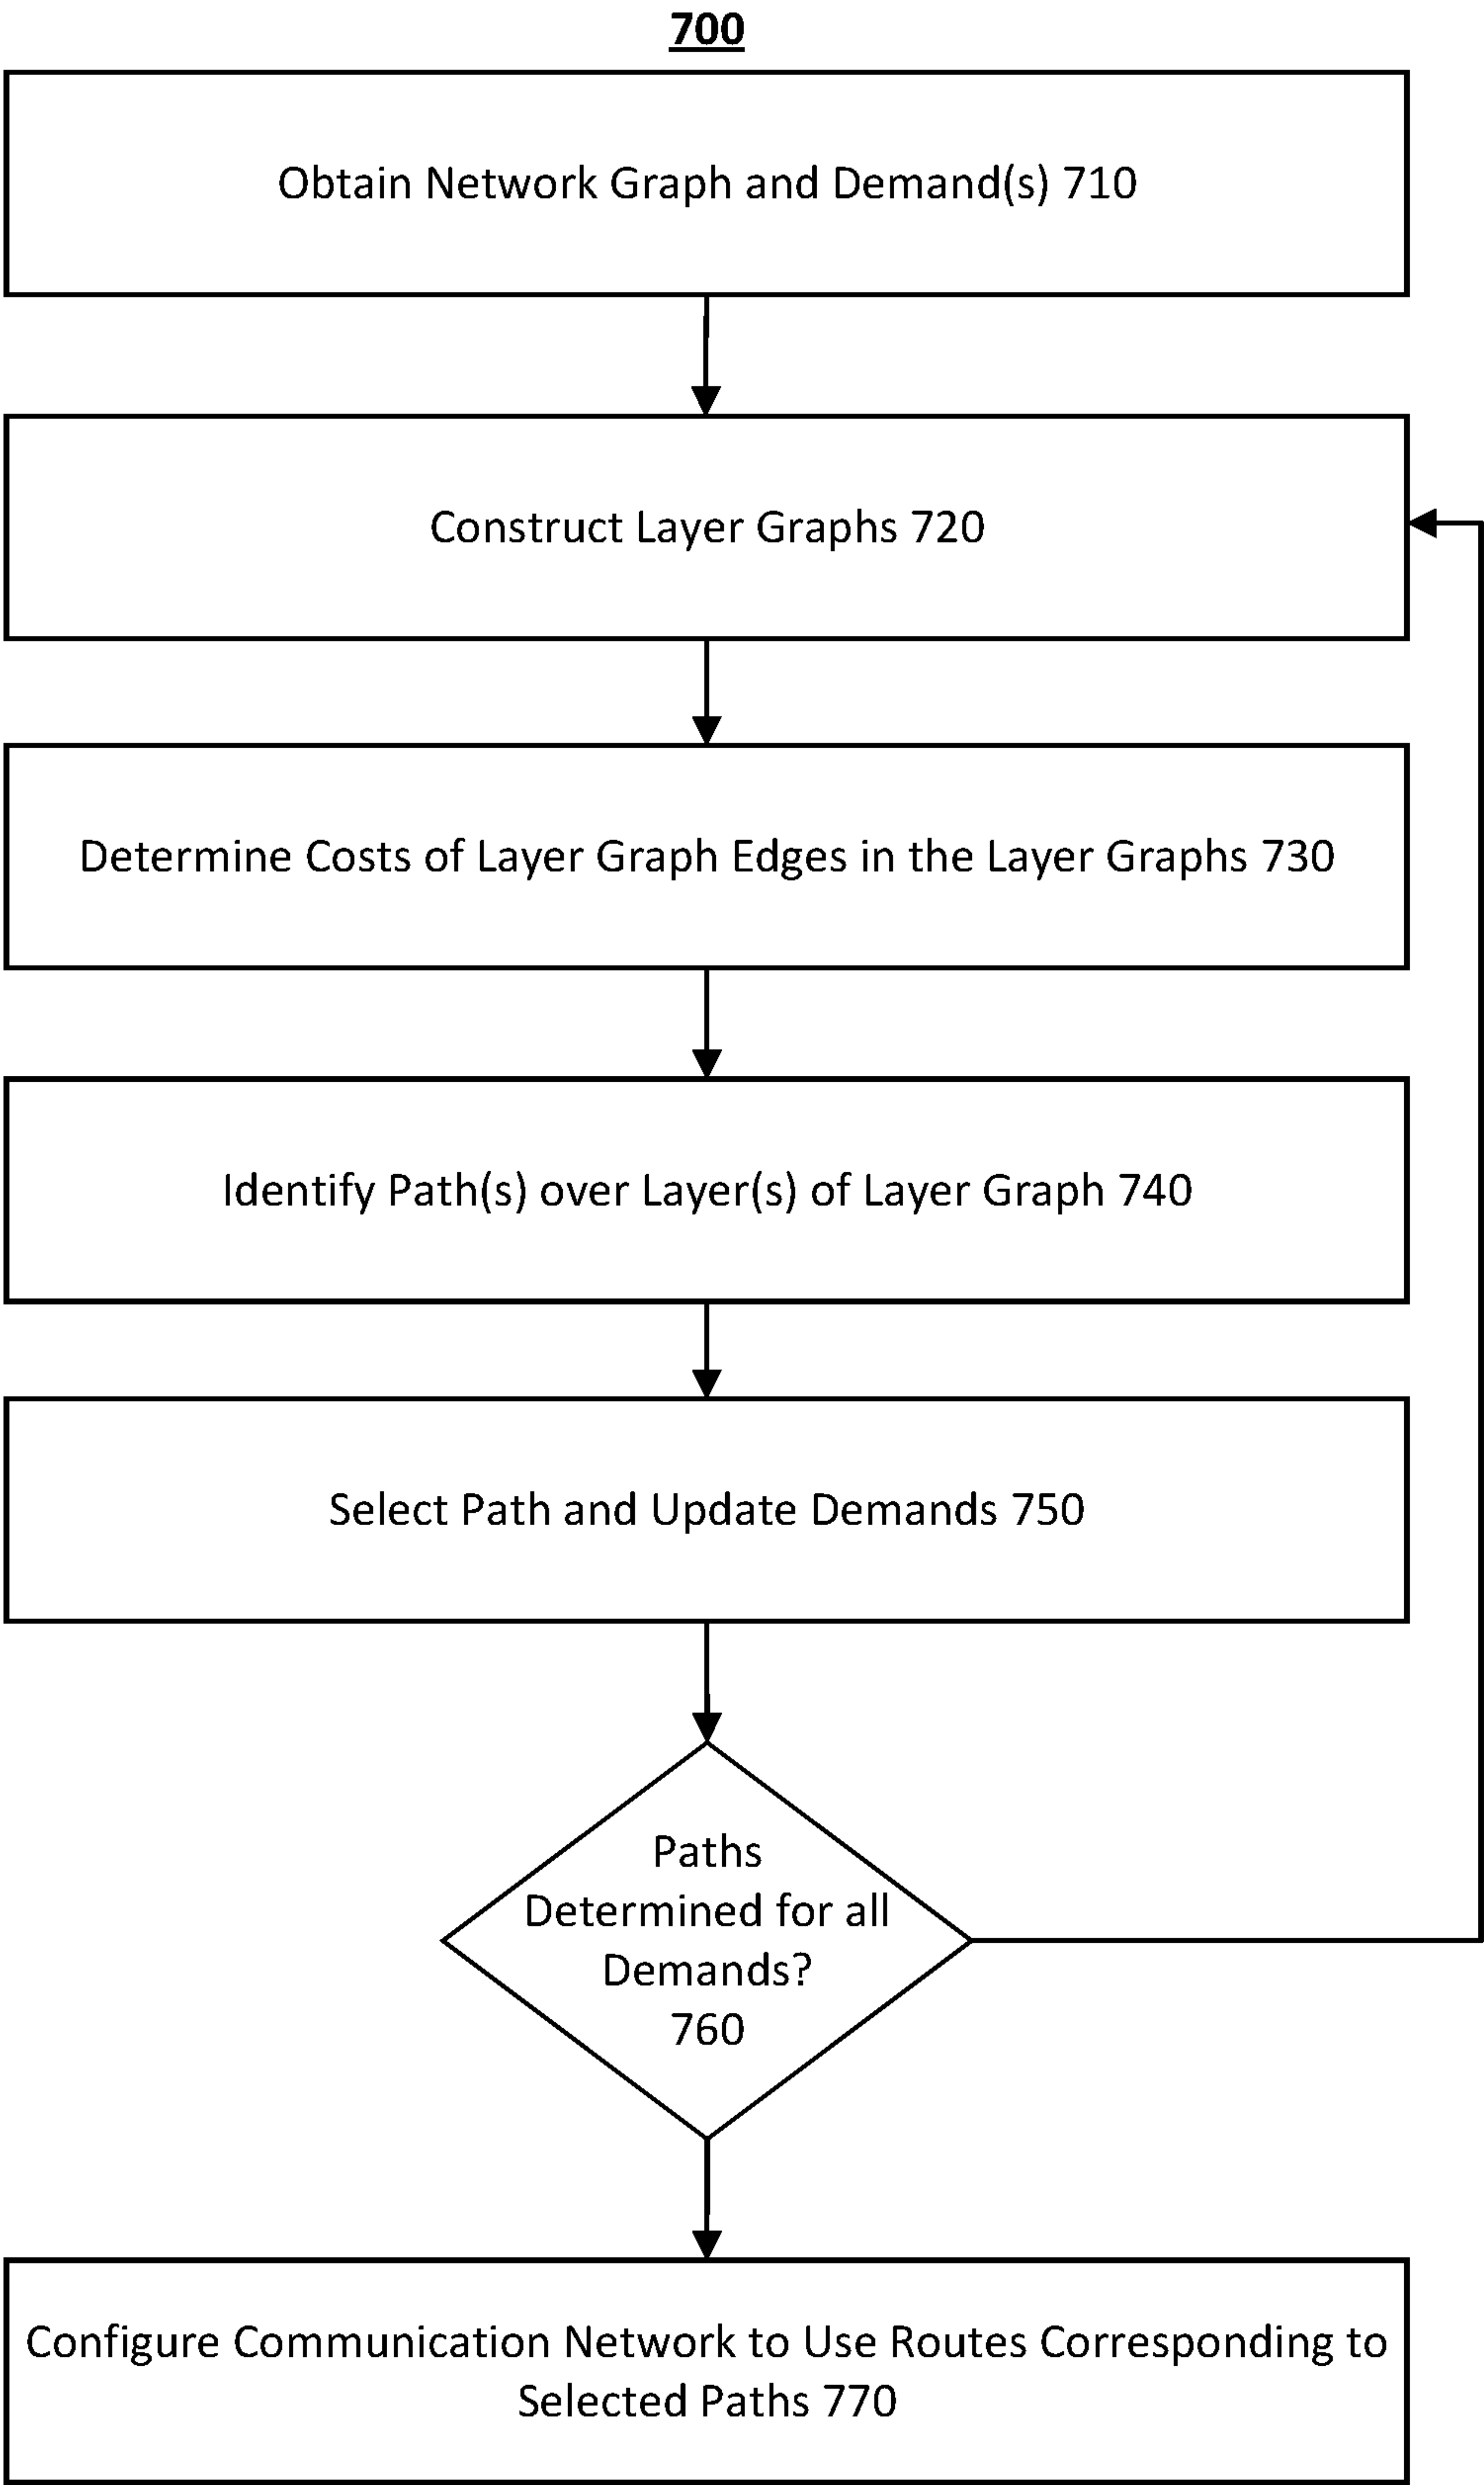 700
Obtain Network Graph and Demand(s) 710
Construct Layer Graphs 720
Determine Costs of Layer Graph Edges in the Layer Graphs 730
Identify Path(s) over Layer(s) of Layer Graph 740
Select Path and Update Demands 750
Paths
Determined for all
Demands?
760
Configure Communication Network to Use Routes Corresponding to
Selected Paths 770